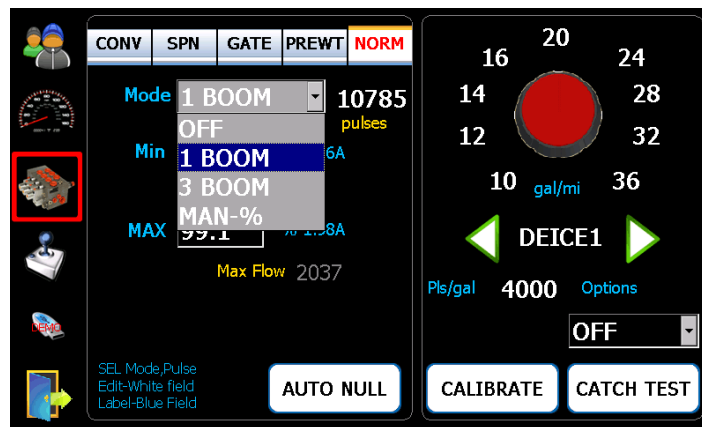 CONV SPN GATE PREWT NORM
Mode 1 BOOM 10785
pulses
OFF
1 BOOM
3 BOOM
MAN-%
Min 6A
MAX 99.1 % 1.98A
Max Flow 2037
SEL Mode,Pulse
Edit-White field
Label-Blue Field
AUTO NULL
20
16 24
14 28
12 32
10 gal/mi 36
DEICE1
Pls/gal 4000 Options
OFF
CALIBRATE CATCH TEST
DEMO